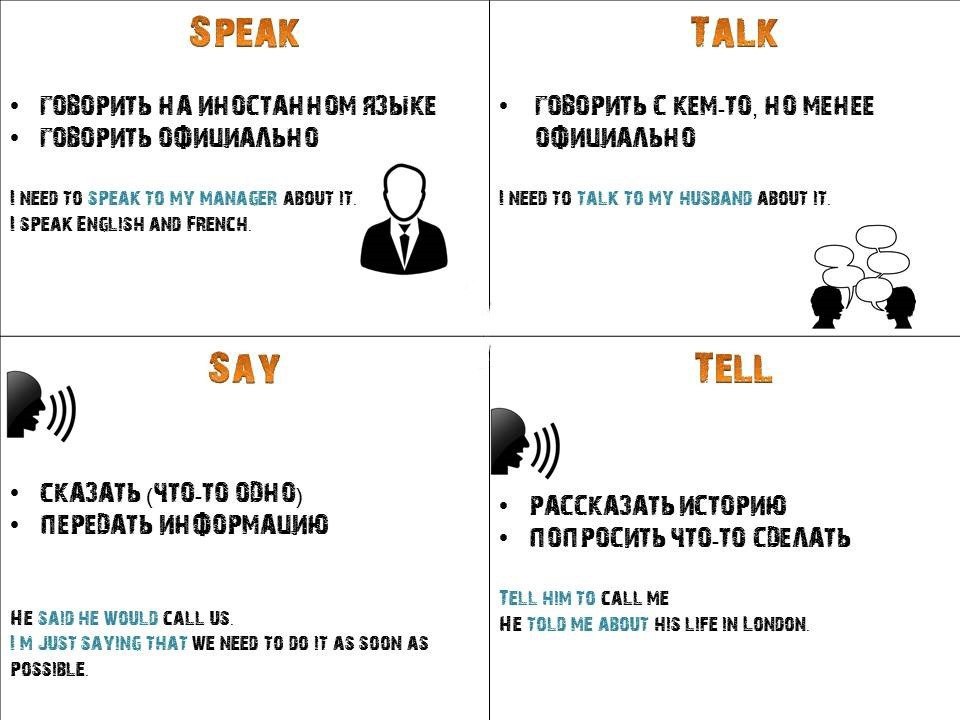 SPEAK
• ГОВОРИТЬ НА ИНОСТАННОМ ЯЗЫКЕ
• ГОВОРИТЬ ОФИЦИАЛЬНО
I NEED TO SPEAK TO MY MANAGER ABOUT IT.
I SPEAK ENGLISH AND FRENCH.
TALK
• ГОВОРИТЬ С КЕМ-ТО, НО МЕНЕЕ
ОФИЦИАЛЬНО
I NEED TO TALK TO MY HUSBAND ABOUT IT.
SAY
• СКАЗАТЬ (ЧТО-ТО ОДНО)
• ПЕРЕДАТЬ ИНФОРМАЦИЮ
HE SAID HE WOULD CALL US.
I M JUST SAYING THAT WE NEED TO DO IT AS SOON AS
POSSIBLE.
TELL
• РАССКАЗАТЬ ИСТОРИЮ
• ПОПРОСИТЬ ЧТО-ТО СДЕЛАТЬ
TELL HIM TO CALL ME
HE TOLD ME ABOUT HIS LIFE IN LONDON.